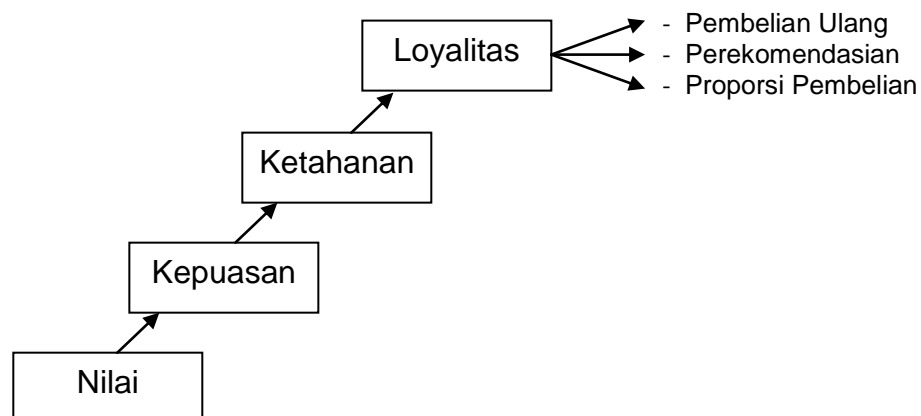 Loyalitas
- Pembelian Ulang
- Perekomendasian
- Proporsi Pembelian
Ketahanan
Kepuasan
Nilai